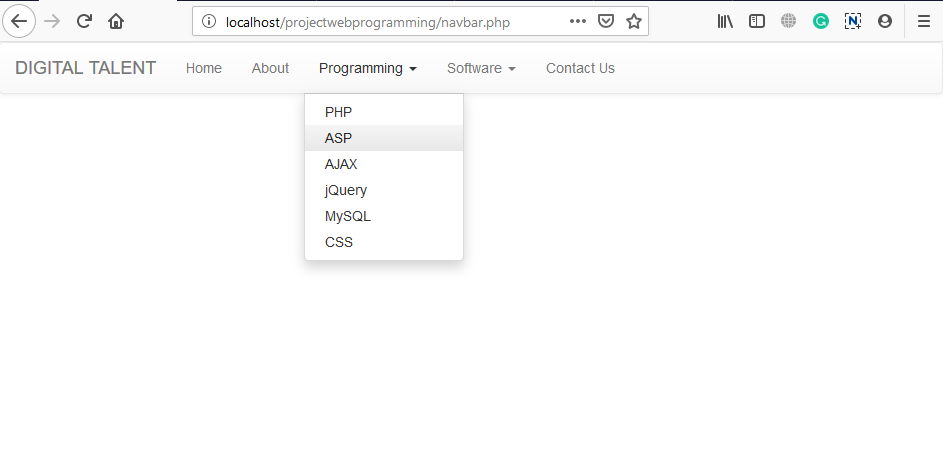 localhost/projectwebprogramming/navbar.php
DIGITAL TALENT Home About Programming Software Contact Us
PHP
ASP
AJAX
jQuery
MySQL
CSS